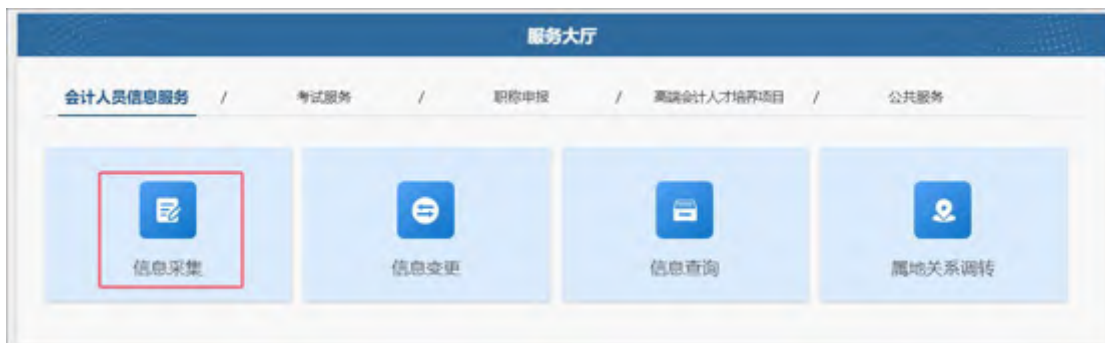 服务大厅
会计人员信息服务 / 考试服务 / 职称申报 / 高端会计人才培养项目 / 公共服务
信息采集 信息变更 信息查询 属地关系调转